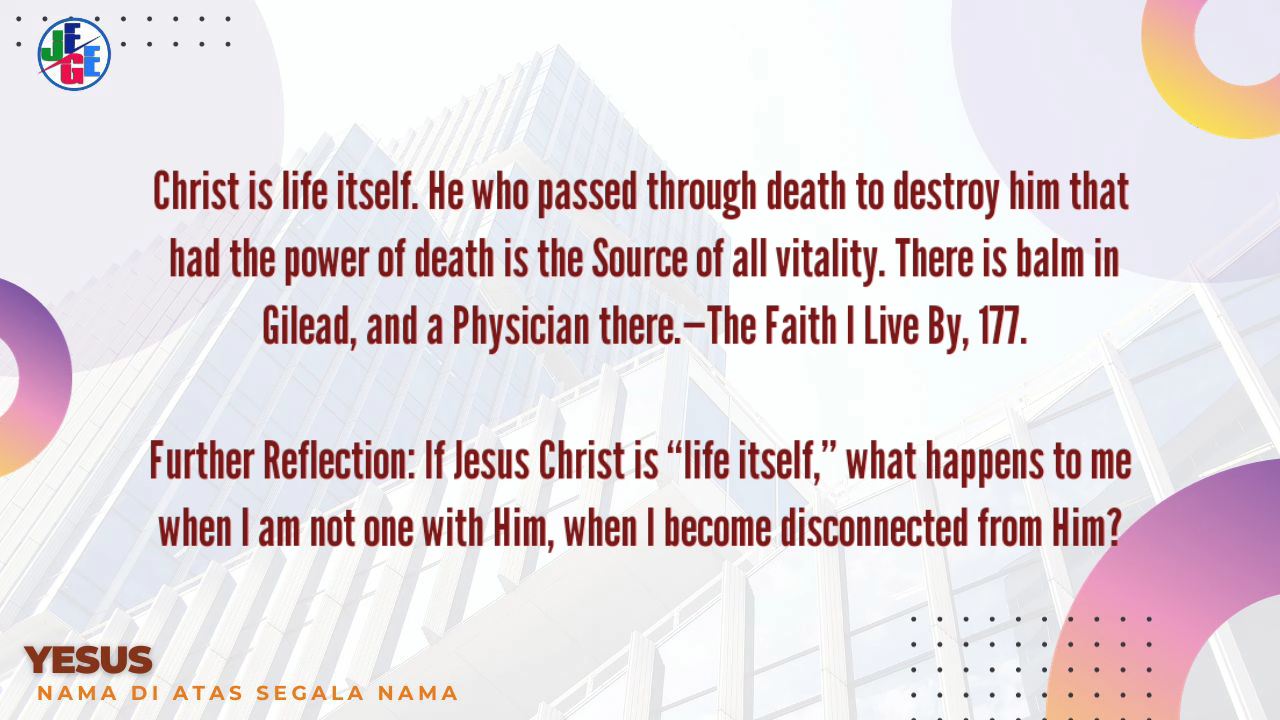 JEGE
Christ is life itself. He who passed through death to destroy him that
had the power of death is the Source of all vitality. There is balm in
Gilead, and a Physician there.—The Faith I Live By, 177.
Further Reflection: If Jesus Christ is “life itself,” what happens to me
when I am not one with Him, when I become disconnected from Him?
YESUS
NAMA DI ATAS SEGALA NAMA